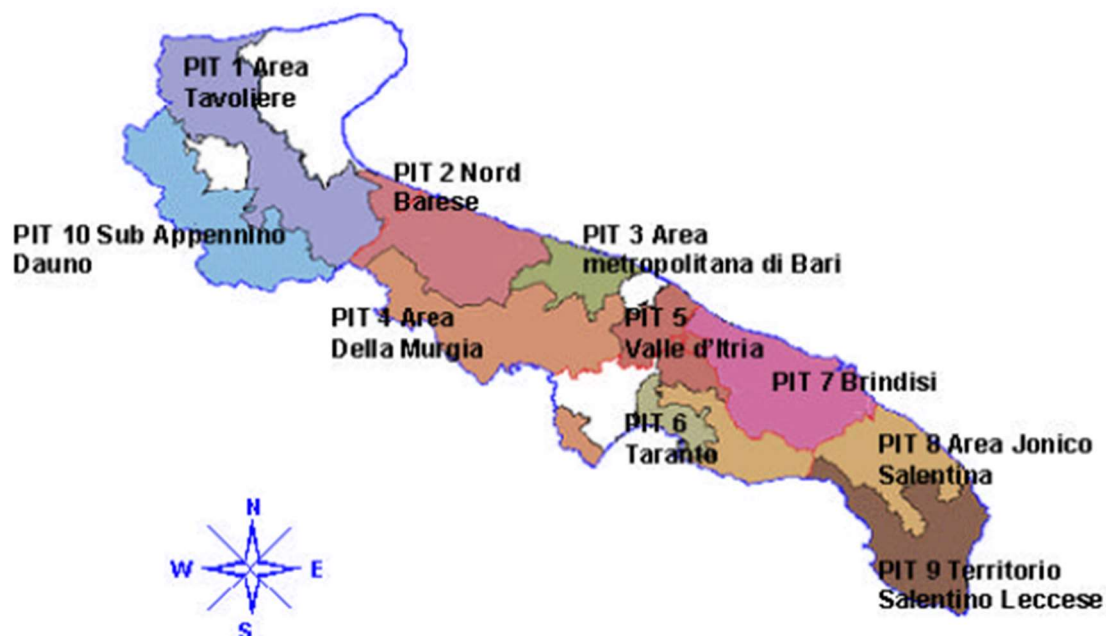 PIT 1 Area
Tavoliere
PIT 2 Nord
Barese
PIT 10 Sub Appennino
Dauno
PIT 3 Area
metropolitana di Bari
PIT 4 Area
Della Murgia
PIT 5
Valle d'Itria
PIT 7 Brindisi
PIT 6
Taranto
PIT 8 Area Jonico
Salentina
PIT 9 Territorio
Salentino Leccese
N
W
E
S